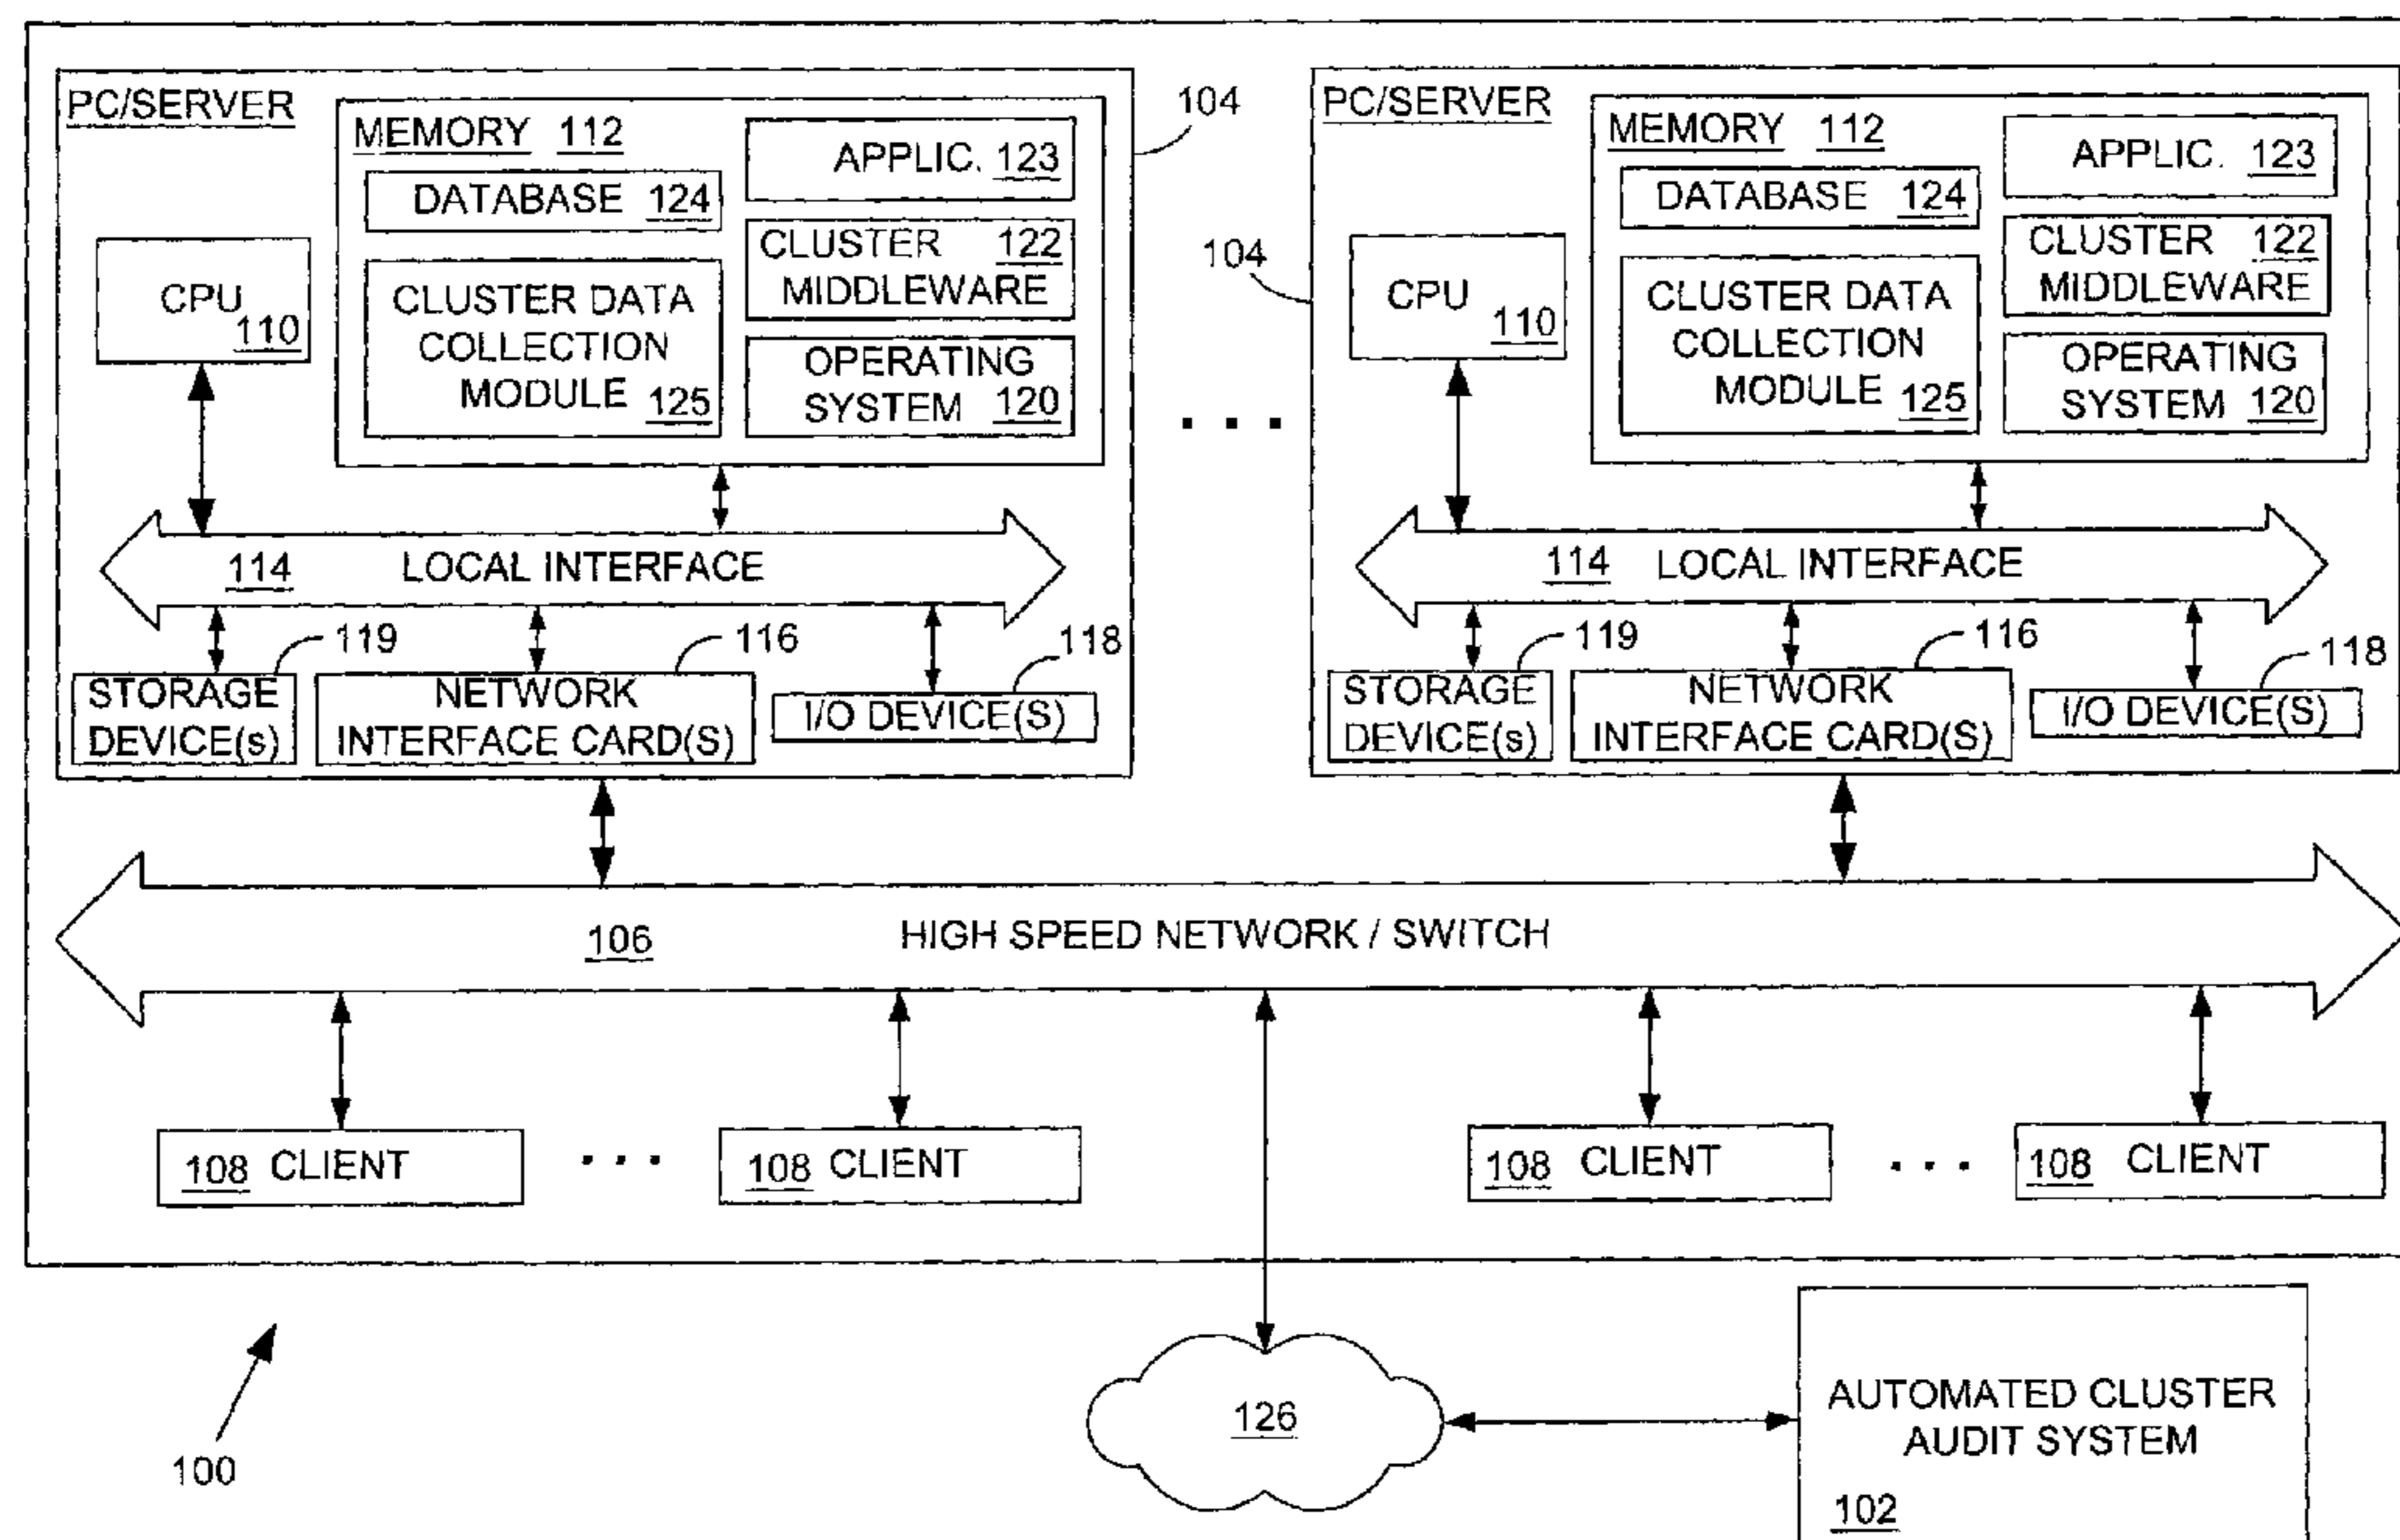 PC/SERVER
MEMORY 112
DATABASE 124
APPLIC. 123
CLUSTER 122
MIDDLEWARE
CPU
110
CLUSTER DATA
COLLECTION
MODULE 125
OPERATING
SYSTEM 120
104
114 LOCAL INTERFACE
119
116
118
STORAGE
DEVICE(s)
NETWORK
INTERFACE CARD(S)
I/O DEVICE(S)
. . .
PC/SERVER
MEMORY 112
DATABASE 124
APPLIC. 123
CLUSTER 122
MIDDLEWARE
104
CPU
110
CLUSTER DATA
COLLECTION
MODULE 125
OPERATING
SYSTEM 120
114 LOCAL INTERFACE
119
116
118
STORAGE
DEVICE(s)
NETWORK
INTERFACE CARD(S)
I/O DEVICE(S)
106 HIGH SPEED NETWORK / SWITCH
108 CLIENT
. . .
108 CLIENT
108 CLIENT
. . .
108 CLIENT
100
126
AUTOMATED CLUSTER
AUDIT SYSTEM
102